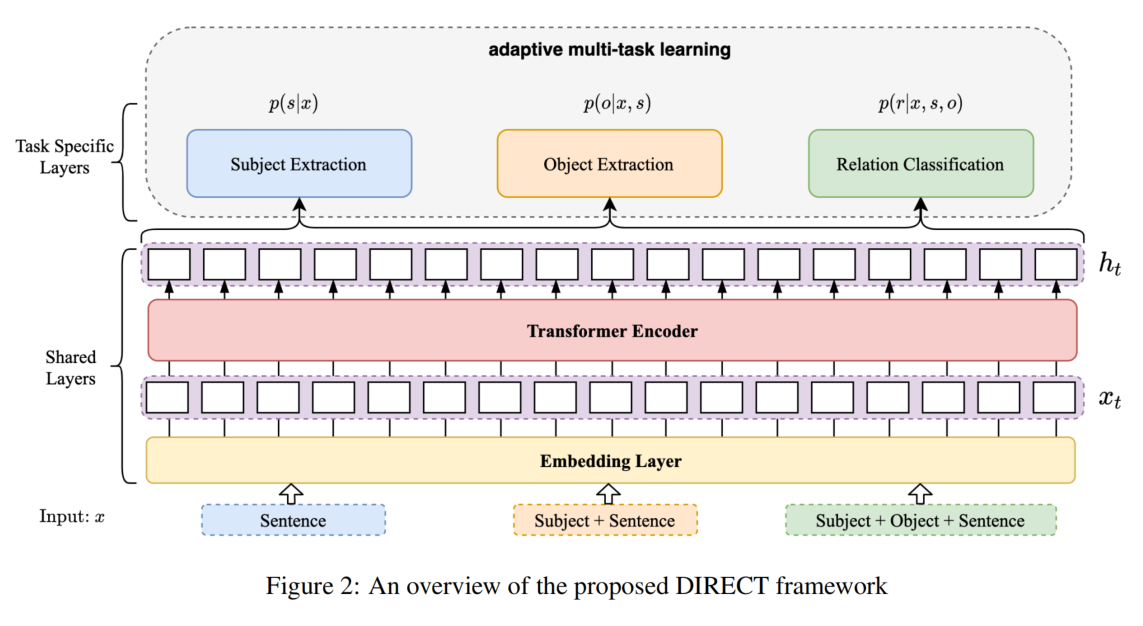 adaptive multi-task learning
p(s|x)
p(o|x, s)
p(r|x, s, o)
Task Specific
Layers
Subject Extraction
Object Extraction
Relation Classification
h_t
Transformer Encoder
Shared
Layers
x_t
Embedding Layer
Input: x
Sentence
Subject + Sentence
Subject + Object + Sentence
Figure 2: An overview of the proposed DIRECT framework